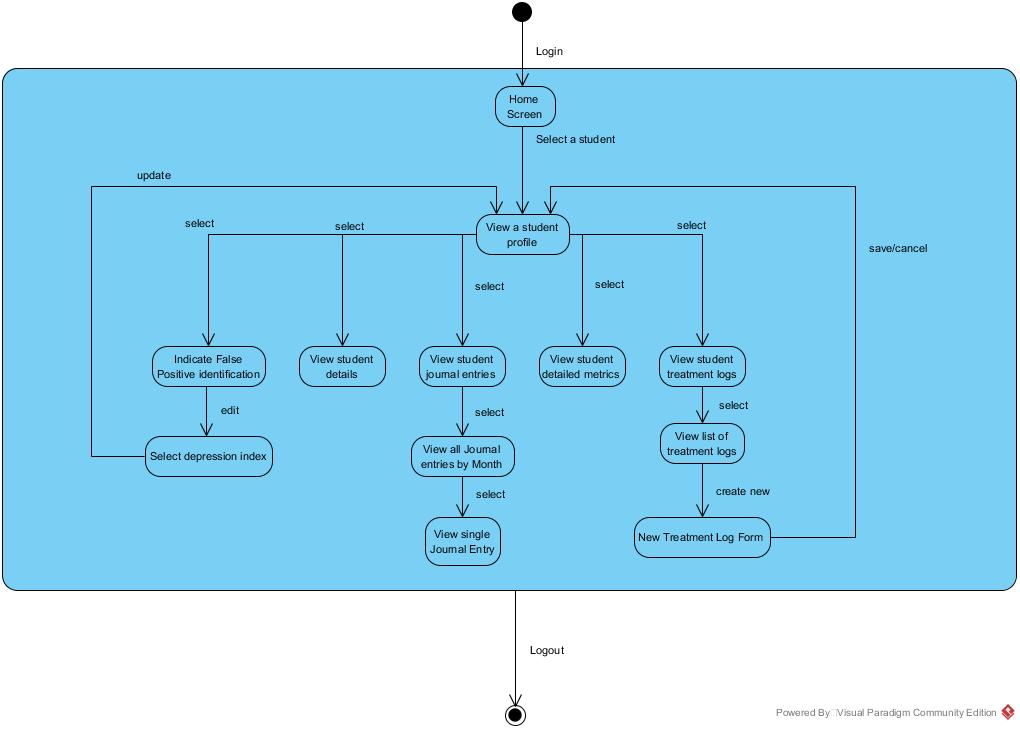 Login
Home
Screen
Select a student
update
View a student
profile
select
select
select
select
select
save/cancel
Indicate False
Positive identification
View student
details
View student
journal entries
View student
detailed metrics
View student
treatment logs
edit
select
select
Select depression index
View all Journal
entries by Month
View list of
treatment logs
select
create new
View single
Journal Entry
New Treatment Log Form
Logout
Powered By Visual Paradigm Community Edition